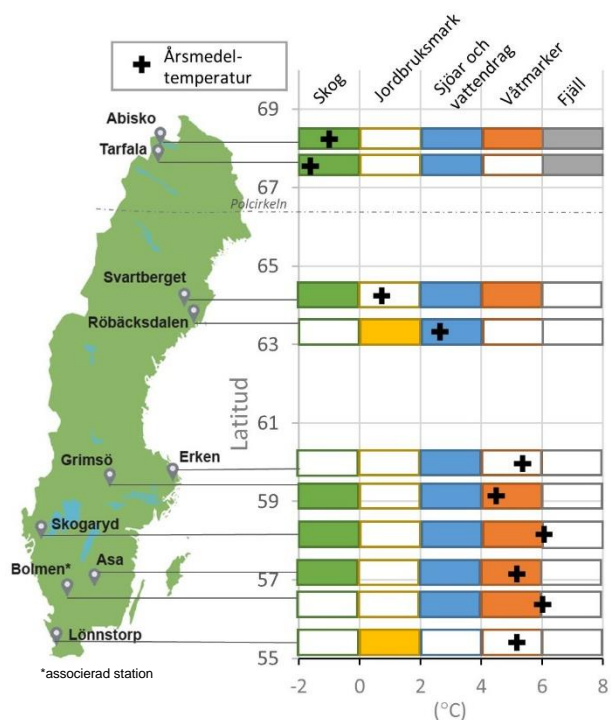 Årsmedel-
temperatur
Skog
Jordbruksmark
Sjöar och
vattendrag
Våtmarker
Fjäll
Abisko
Tarfala
Polcirkeln
Svartberget
Röbäcksdalen
Grimsö
Erken
Skogaryd
Asa
Bolmen*
Lönnstorp
*associerad station
Latitud
69
67
65
63
61
59
57
55
-2 0 2 4 6 8
(°C)